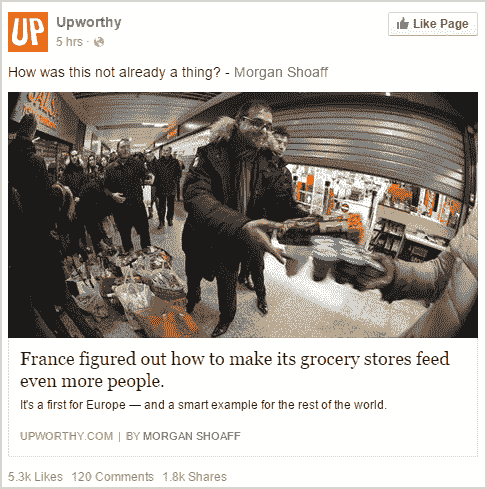 UP
Upworthy
Like Page
5 hrs ·
How was this not already a thing? - Morgan Shoaff
France figured out how to make its grocery stores feed
even more people.
It's a first for Europe — and a smart example for the rest of the world.
UPWORTHY.COM | BY MORGAN SHOAFF
5.3k Likes 120 Comments 1.8k Shares